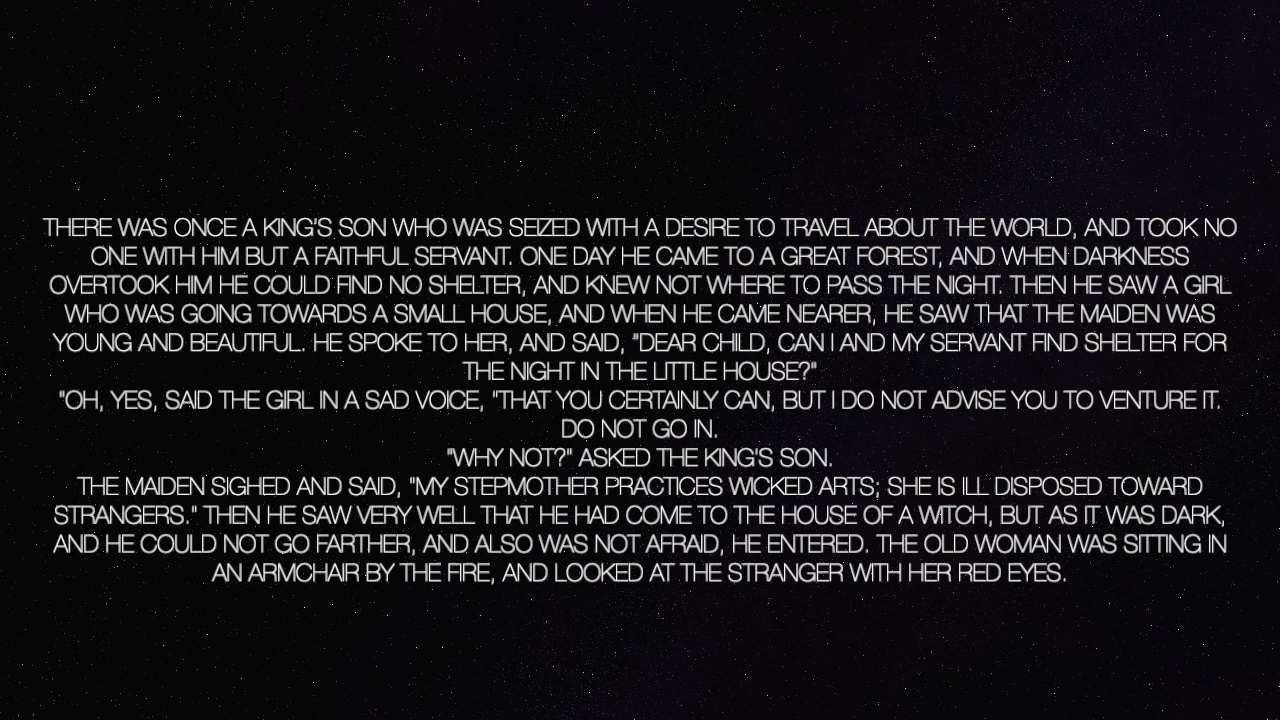 THERE WAS ONCE A KING'S SON WHO WAS SEIZED WITH A DESIRE TO TRAVEL ABOUT THE WORLD, AND TOOK NO
ONE WITH HIM BUT A FAITHFUL SERVANT. ONE DAY HE CAME TO A GREAT FOREST, AND WHEN DARKNESS
OVERTOOK HIM HE COULD FIND NO SHELTER, AND KNEW NOT WHERE TO PASS THE NIGHT. THEN HE SAW A GIRL
WHO WAS GOING TOWARDS A SMALL HOUSE, AND WHEN HE CAME NEARER, HE SAW THAT THE MAIDEN WAS
YOUNG AND BEAUTIFUL. HE SPOKE TO HER, AND SAID, "DEAR CHILD, CAN I AND MY SERVANT FIND SHELTER FOR
THE NIGHT IN THE LITTLE HOUSE?"
"OH, YES, SAID THE GIRL IN A SAD VOICE, "THAT YOU CERTAINLY CAN, BUT I DO NOT ADVISE YOU TO VENTURE IT.
DO NOT GO IN.
"WHY NOT?" ASKED THE KING'S SON.
THE MAIDEN SIGHED AND SAID, "MY STEPMOTHER PRACTICES WICKED ARTS; SHE IS ILL DISPOSED TOWARD
STRANGERS." THEN HE SAW VERY WELL THAT HE HAD COME TO THE HOUSE OF A WITCH, BUT AS IT WAS DARK,
AND HE COULD NOT GO FARTHER, AND ALSO WAS NOT AFRAID, HE ENTERED. THE OLD WOMAN WAS SITTING IN
AN ARMCHAIR BY THE FIRE, AND LOOKED AT THE STRANGER WITH HER RED EYES.